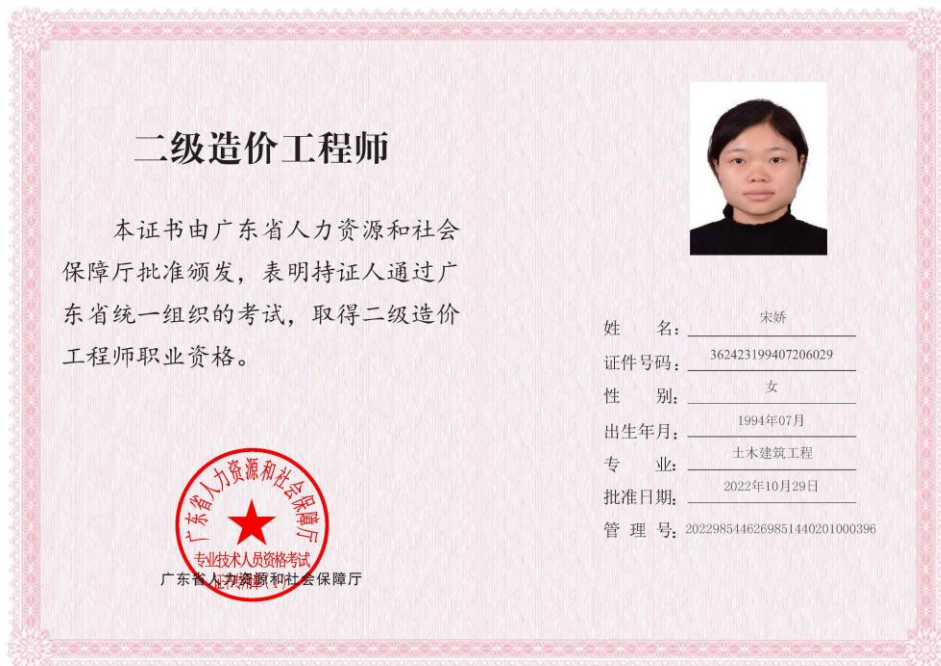 二级造价工程师
本证书由广东省人力资源和社会
保障厅批准颁发，表明持证人通过广
东省统一组织的考试，取得二级造价
工程师职业资格。
广东省人力资源和社会保障厅
专业技术人员资格考试
广东省人力资源和社会保障厅
姓 名：宋娇
证件号码：362423199407206029
性 别：女
出生年月：1994年07月
专 业：土木建筑工程
批准日期：2022年10月29日
管 理 号：2022985446269851440201000396